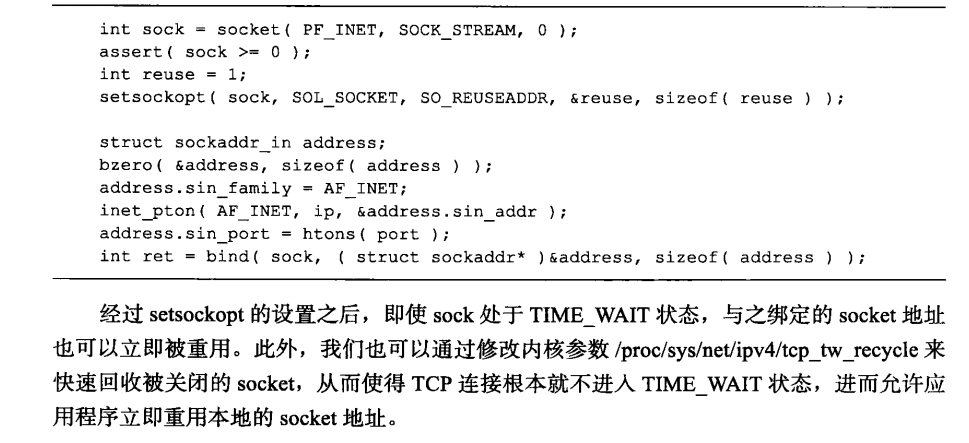 int sock = socket( PF_INET, SOCK_STREAM, 0 );
assert( sock >= 0 );
int reuse = 1;
setsockopt( sock, SOL_SOCKET, SO_REUSEADDR, &reuse, sizeof( reuse ) );
struct sockaddr_in address;
bzero( &address, sizeof( address ) );
address.sin_family = AF_INET;
inet_pton( AF_INET, ip, &address.sin_addr );
address.sin_port = htons( port );
int ret = bind( sock, ( struct sockaddr* )&address, sizeof( address ) );
经过 setsockopt 的设置之后，即使 sock 处于 TIME_WAIT 状态，与之绑定的 socket 地址
也可以立即被重用。此外，我们也可以通过修改内核参数 /proc/sys/net/ipv4/tcp_tw_recycle 来
快速回收被关闭的 socket，从而使得 TCP 连接根本就不进入 TIME_WAIT 状态，进而允许应
用程序立即重用本地的 socket 地址。